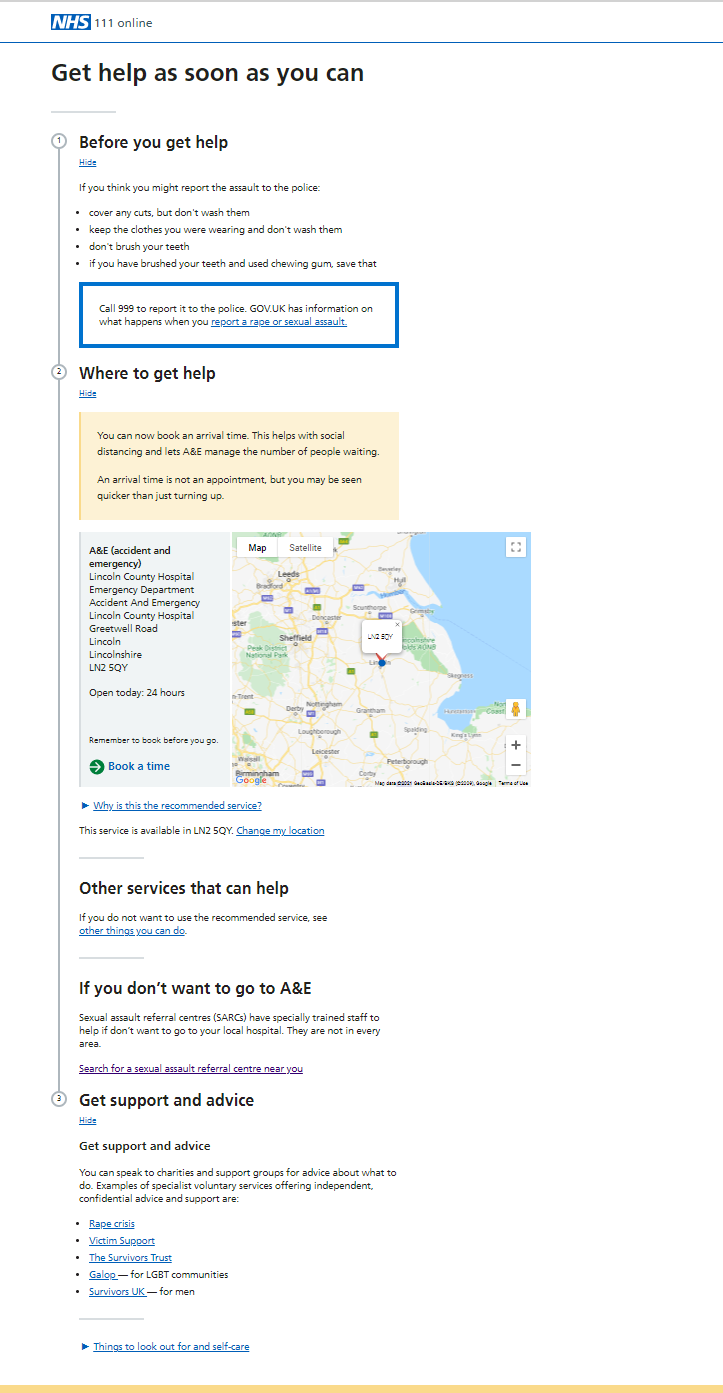 NHS 111 online
Get help as soon as you can
1 Before you get help
Hide
If you think you might report the assault to the police:
• cover any cuts, but don't wash them
• keep the clothes you were wearing and don't wash them
• don't brush your teeth
• if you have brushed your teeth and used chewing gum, save that
Call 999 to report it to the police. GOV.UK has information on
what happens when you report a rape or sexual assault.
2 Where to get help
Hide
You can now book an arrival time. This helps with social
distancing and lets A&E manage the number of people waiting.
An arrival time is not an appointment, but you may be seen
quicker than just turning up.
A&E (accident and
emergency)
Lincoln County Hospital
Emergency Department
Accident And Emergency
Lincoln County Hospital
Greetwell Road
Lincoln
Lincolnshire
LN2 5QY
Open today: 24 hours
Remember to book before you go.
Book a time
Map Satellite
Leeds
Bradford
Beverley
Hull
Humber
Scunthorpe
Grimsby
Doncaster
ster
Sheffield
LN2 5QY
Peak District
National Park
Lincoln
Skegness
n-Trent
Derby
Nottingham
Grantham
Loughborough
Spalding
King's Lynn
Leicester
Peterborough
Walsall
Birmingham
Corby
Coventry
Google
Map data ©2021 GeoBasis-DE/BKG (©2009), Google Terms of Use
Why is this the recommended service?
This service is available in LN2 5QY. Change my location
Other services that can help
If you do not want to use the recommended service, see
other things you can do.
If you don’t want to go to A&E
Sexual assault referral centres (SARCs) have specially trained staff to
help if don’t want to go to your local hospital. They are not in every
area.
Search for a sexual assault referral centre near you
3 Get support and advice
Hide
Get support and advice
You can speak to charities and support groups for advice about what to
do. Examples of specialist voluntary services offering independent,
confidential advice and support are:
• Rape crisis
• Victim Support
• The Survivors Trust
• Galop — for LGBT communities
• Survivors UK — for men
Things to look out for and self-care